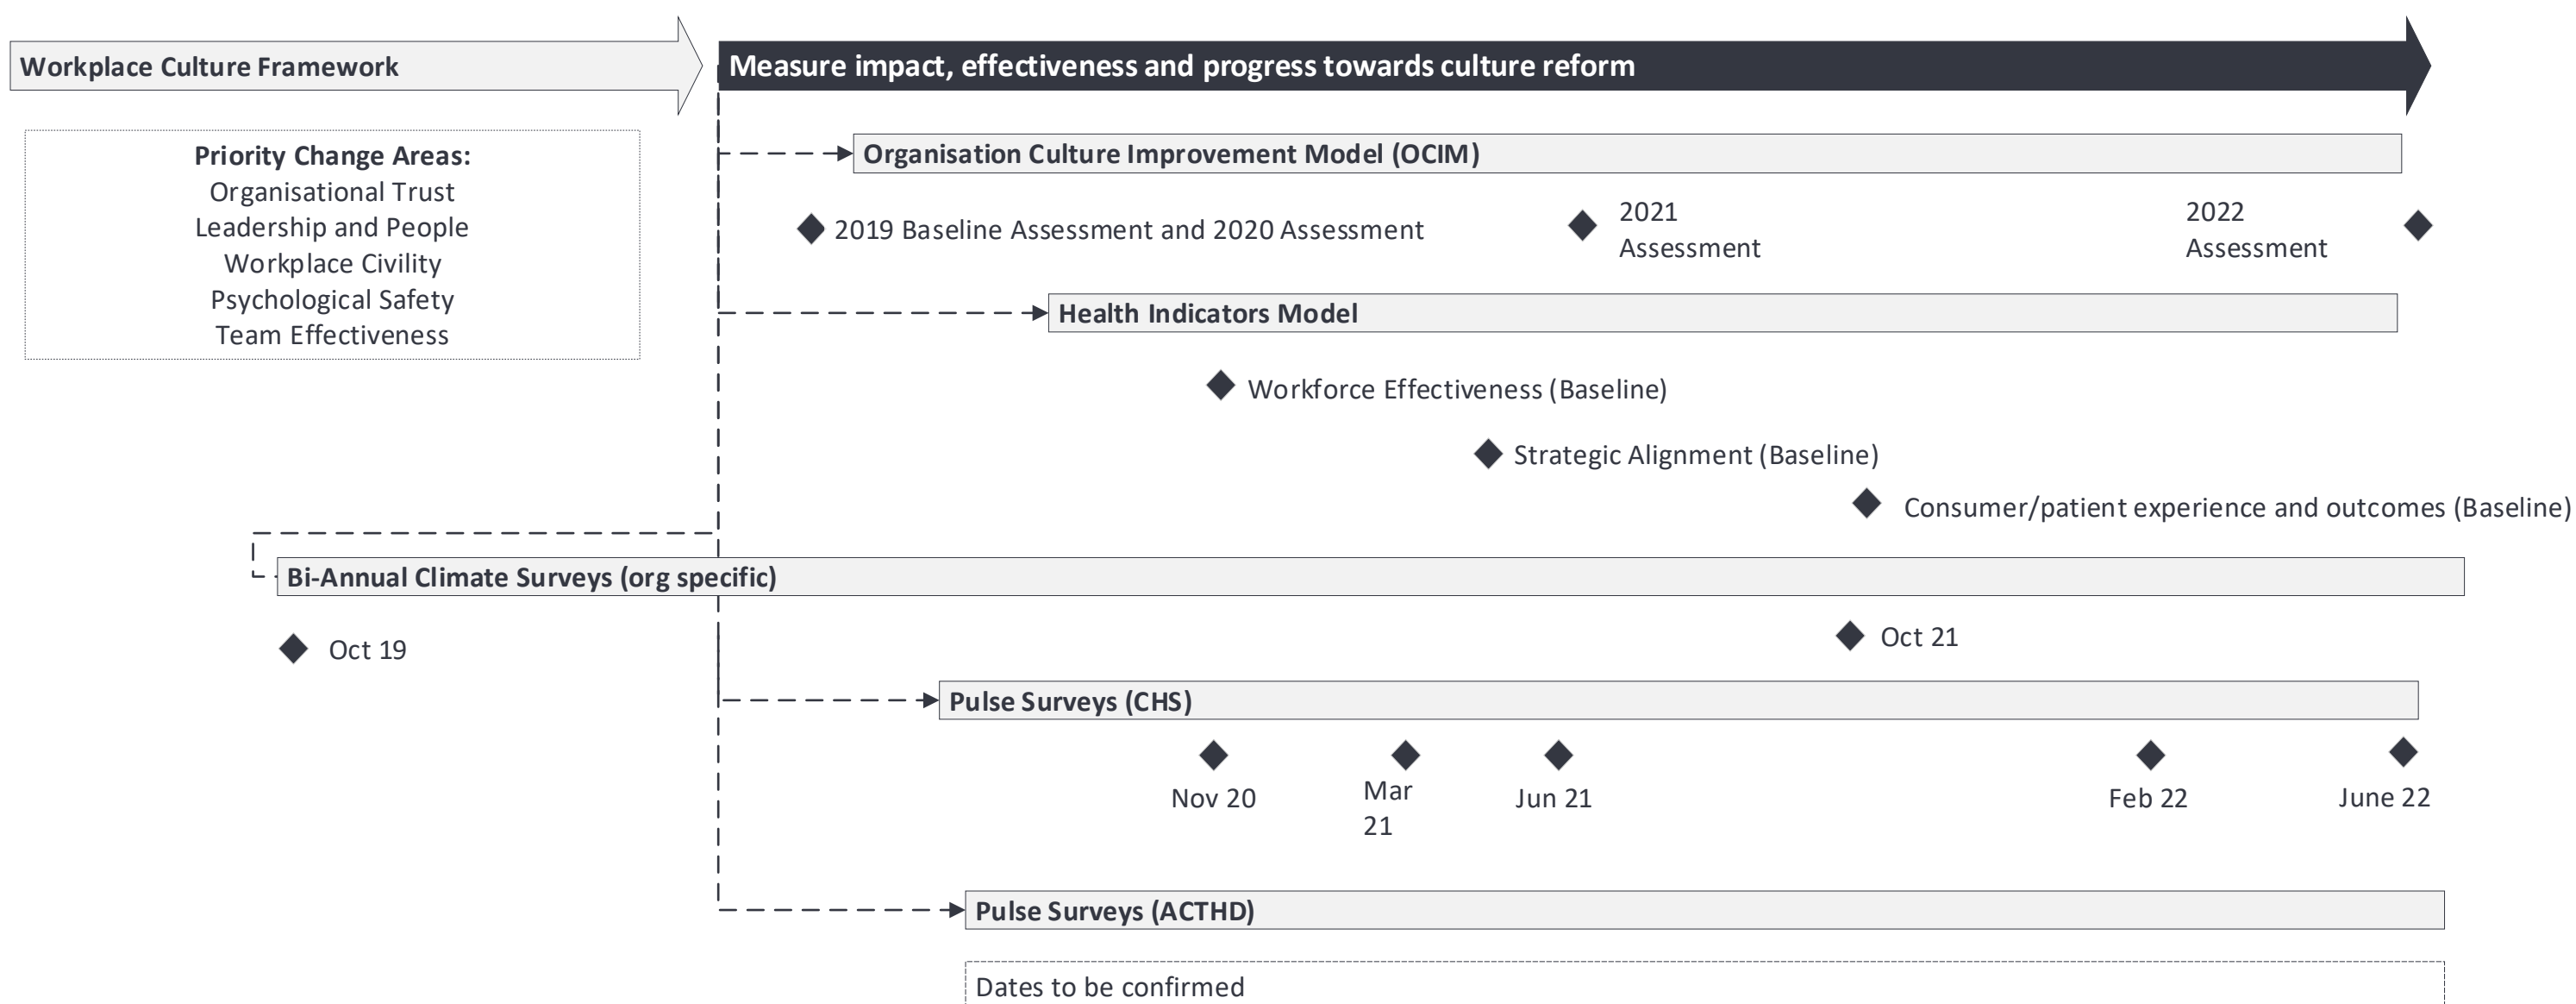 Workplace Culture Framework
Measure impact, effectiveness and progress towards culture reform
Priority Change Areas:
Organisational Trust
Leadership and People
Workplace Civility
Psychological Safety
Team Effectiveness
Organisation Culture Improvement Model (OCIM)
2019 Baseline Assessment and 2020 Assessment
2021
Assessment
2022
Assessment
Health Indicators Model
Workforce Effectiveness (Baseline)
Strategic Alignment (Baseline)
Consumer/patient experience and outcomes (Baseline)
Bi-Annual Climate Surveys (org specific)
Oct 19
Oct 21
Pulse Surveys (CHS)
Nov 20
Mar
21
Jun 21
Feb 22
June 22
Pulse Surveys (ACTHD)
Dates to be confirmed